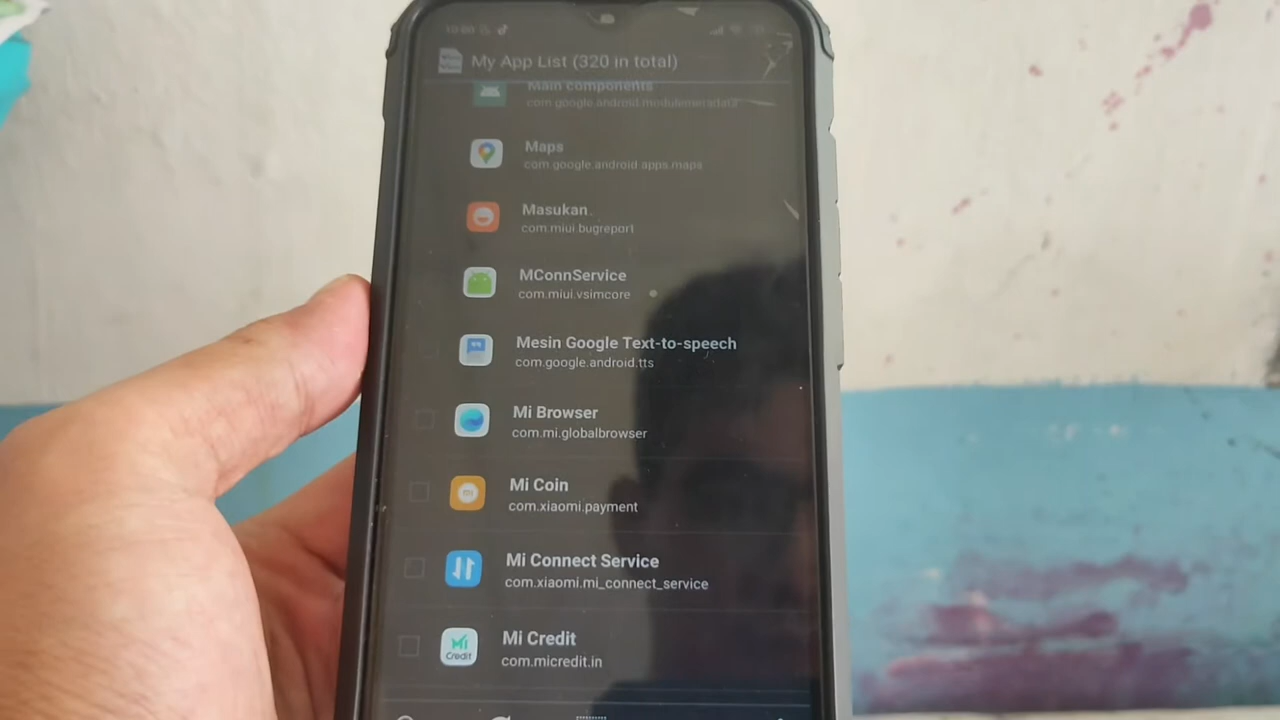 My App List (320 in total)
Main components
Maps
com.google.android.apps.maps
Masukan
com.miui.bugreport
MConnService
com.miui.vsimcore
Mesin Google Text-to-speech
com.google.android.tts
Mi Browser
com.mi.globalbrowser
Mi Coin
com.xiaomi.payment
Mi Connect Service
com.xiaomi.mi_connect_service
Mi Credit
com.micredit.in